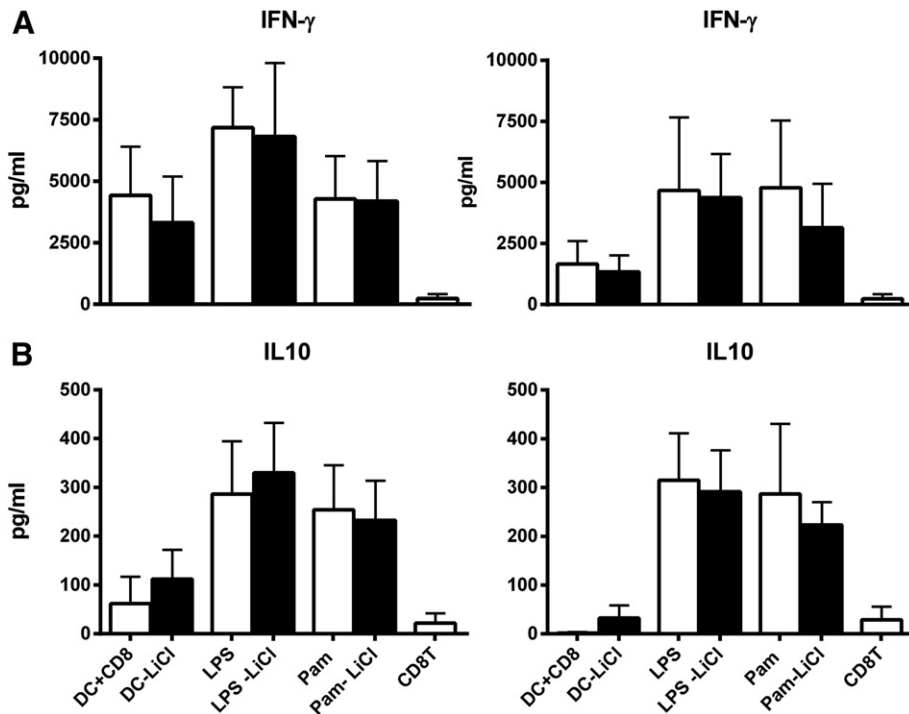 A
IFN-γ
IFN-γ
pg/ml
10000
7500
5000
2500
0
pg/ml
10000
7500
5000
2500
0
B
IL10
IL10
pg/ml
500
400
300
200
100
0
pg/ml
500
400
300
200
100
0
DC+CD8
DC-LiCl
LPS
LPS -LiCl
Pam
Pam- LiCl
CD8T
DC+CD8
DC-LiCl
LPS
LPS -LiCl
Pam
Pam-LiCl
CD8T